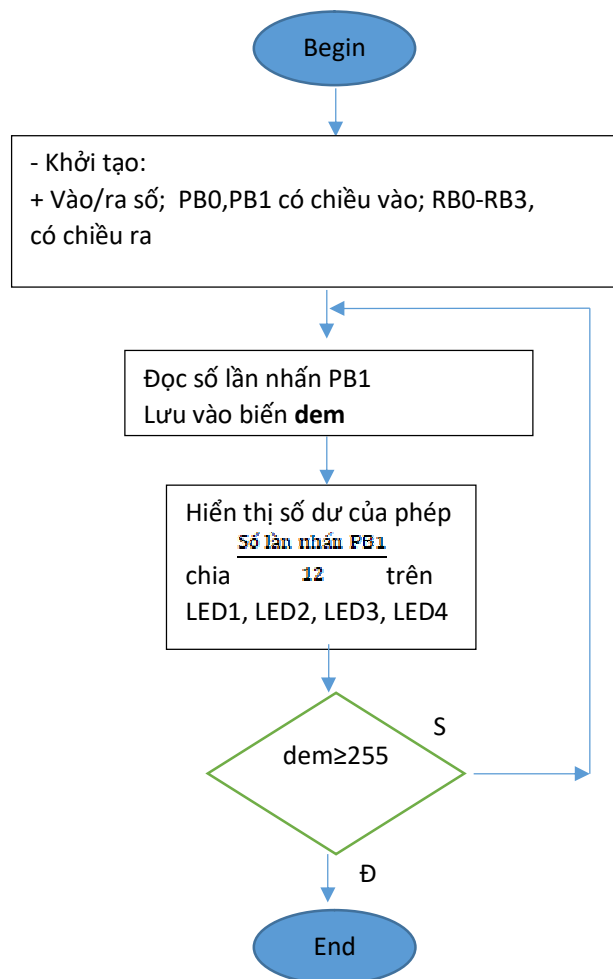 Begin
- Khởi tạo:
+ Vào/ra số; PB0,PB1 có chiều vào; RB0-RB3,
có chiều ra
Đọc số lần nhấn PB1
Lưu vào biến dem
Hiển thị số dư của phép
Số lần nhấn PB1
chia 12 trên
LED1, LED2, LED3, LED4
S
dem≥255
Đ
End